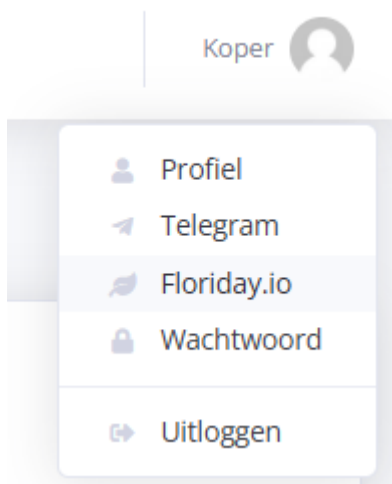 Koper
Profiel
Telegram
Floriday.io
Wachtwoord
Uitloggen